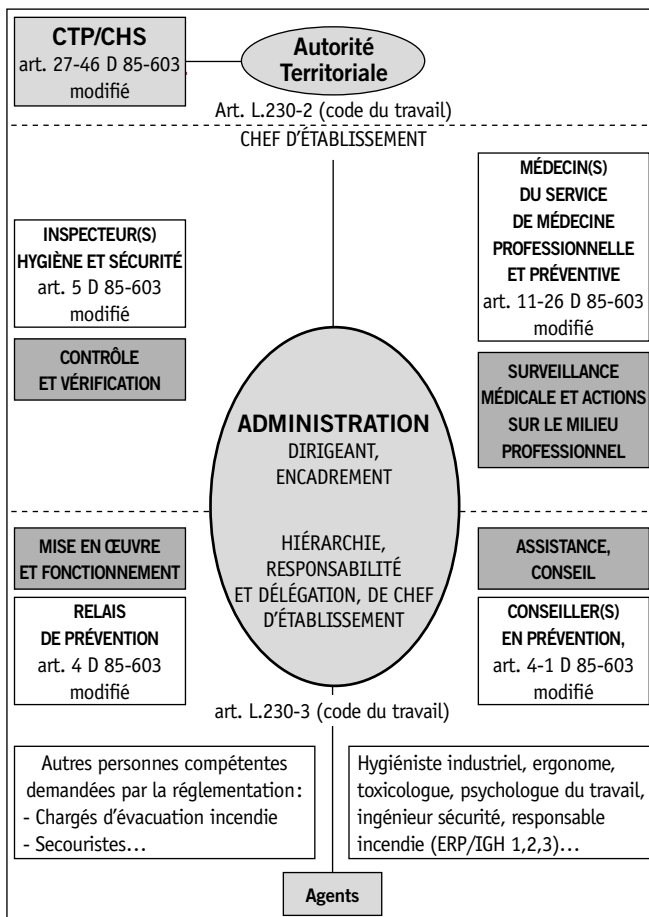 CTP/CHS
art. 27-46 D 85-603
modifié
Autorité
Territoriale
Art. L.230-2 (code du travail)
CHEF D'ÉTABLISSEMENT
INSPECTEUR(S)
HYGIÈNE ET SÉCURITÉ
art. 5 D 85-603
modifié
CONTRÔLE
ET VÉRIFICATION
MÉDECIN(S)
DU SERVICE
DE MÉDECINE
PROFESSIONNELLE
ET PRÉVENTIVE
art. 11-26 D 85-603
modifié
SURVEILLANCE
MÉDICALE ET ACTIONS
SUR LE MILIEU
PROFESSIONNEL
ADMINISTRATION
DIRIGEANT,
ENCADREMENT
HIÉRARCHIE,
RESPONSABILITÉ
ET DÉLÉGATION, DE CHEF
D'ÉTABLISSEMENT
MISE EN ŒUVRE
ET FONCTIONNEMENT
RELAIS
DE PRÉVENTION
art. 4 D 85-603
modifié
ASSISTANCE,
CONSEIL
CONSEILLER(S)
EN PRÉVENTION,
art. 4-1 D 85-603
modifié
art. L.230-3 (code du travail)
Autres personnes compétentes
demandées par la réglementation :
- Chargés d'évacuation incendie
- Secouristes…
Hygiéniste industriel, ergonome,
toxicologue, psychologue du travail,
ingénieur sécurité, responsable
incendie (ERP/IGH 1,2,3)…
Agents